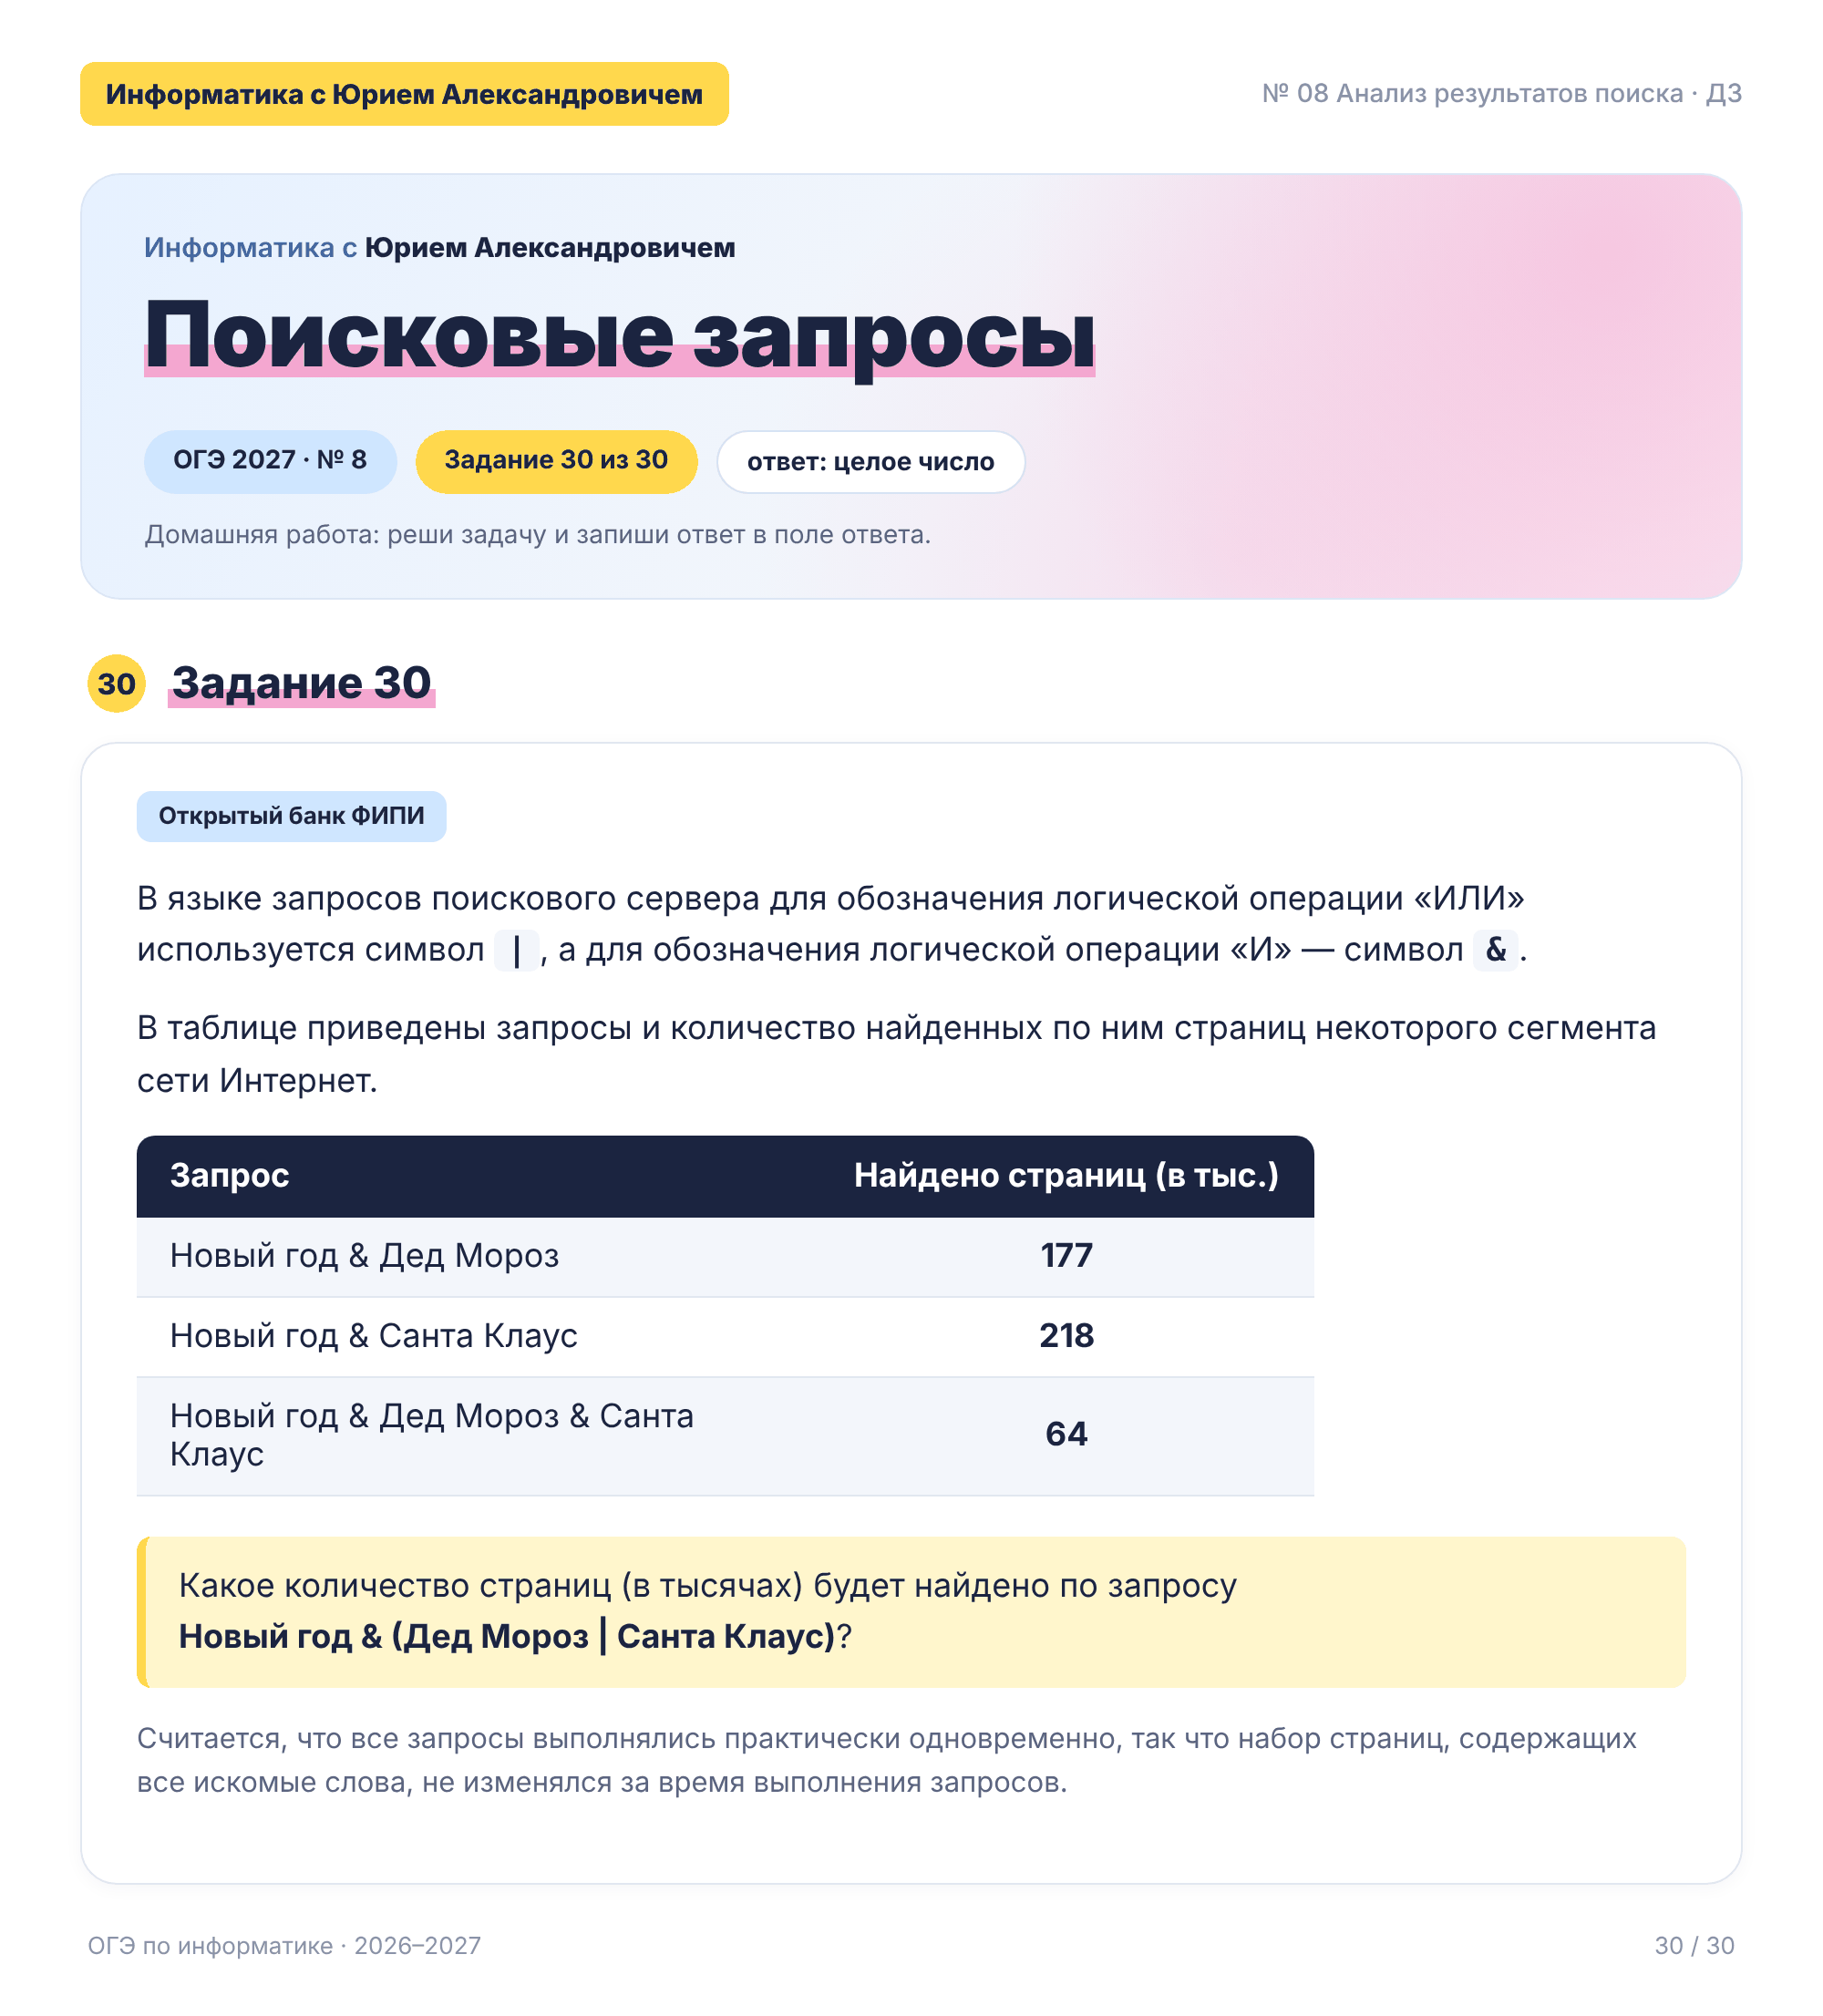 Информатика с Юрием Александровичем
№ 08 Анализ результатов поиска · ДЗ
Информатика с Юрием Александровичем
Поисковые запросы
ОГЭ 2027 · № 8
Задание 30 из 30
ответ: целое число
Домашняя работа: реши задачу и запиши ответ в поле ответа.
30 Задание 30
Открытый банк ФИПИ
В языке запросов поискового сервера для обозначения логической операции «ИЛИ»
используется символ |, а для обозначения логической операции «И» — символ &.
В таблице приведены запросы и количество найденных по ним страниц некоторого сегмента
сети Интернет.
Запрос Найдено страниц (в тыс.)
Новый год & Дед Мороз 177
Новый год & Санта Клаус 218
Новый год & Дед Мороз & Санта
Клаус
64
Какое количество страниц (в тысячах) будет найдено по запросу
Новый год & (Дед Мороз | Санта Клаус)?
Считается, что все запросы выполнялись практически одновременно, так что набор страниц, содержащих
все искомые слова, не изменялся за время выполнения запросов.
ОГЭ по информатике · 2026–2027
30 / 30